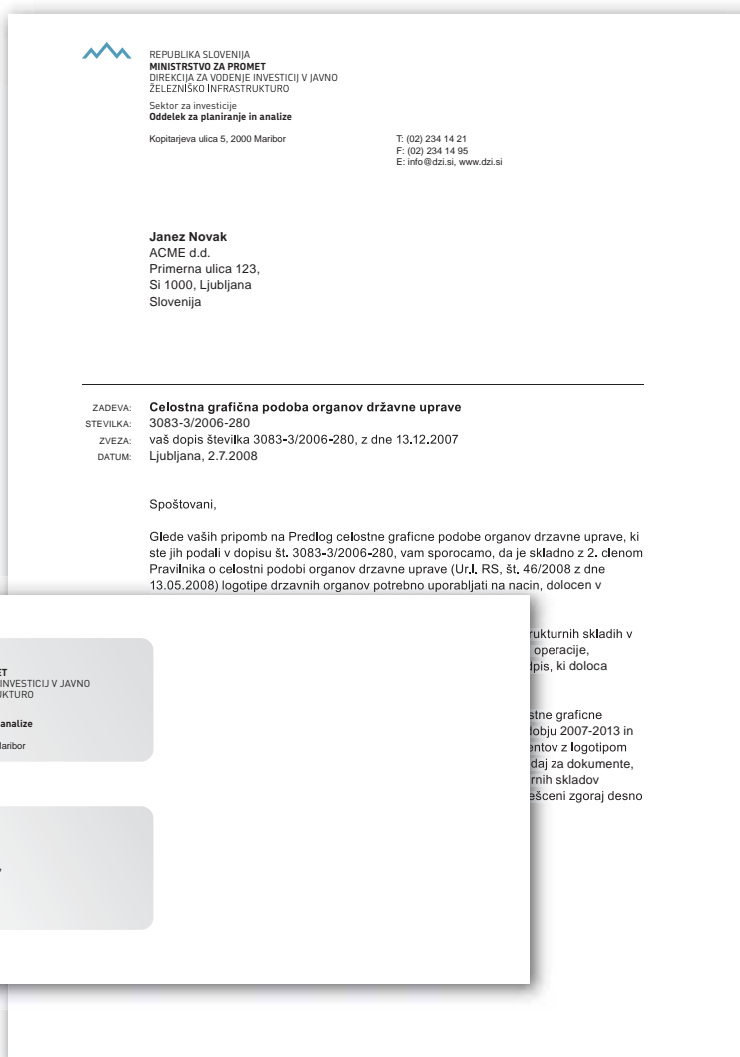 REPUBLIKA SLOVENIJA
MINISTRSTVO ZA PROMET
DIREKCIJA ZA VODENJE INVESTICIJ V JAVNO
ŽELEZNIŠKO INFRASTRUKTURO
Sektor za investicije
Oddelek za planiranje in analize
Kopitarjeva ulica 5, 2000 Maribor
T: (02) 234 14 21
F: (02) 234 14 95
E: info@dzi.si, www.dzi.si
Janez Novak
ACME d.d.
Primerna ulica 123,
Si 1000, Ljubljana
Slovenija
ZADEVA: Celostna grafična podoba organov državne uprave
STEVILKA: 3083-3/2006-280
ZVEZA: vaš dopis številka 3083-3/2006-280, z dne 13.12.2007
DATUM: Ljubljana, 2.7.2008
Spoštovani,
Glede vaših pripomb na Predlog celostne graficne podobe organov drzavne uprave, ki
ste jih podali v dopisu št. 3083-3/2006-280, vam sporocamo, da je skladno z 2. clenom
Pravilnika o celostni podobi organov drzavne uprave (Ur.l. RS, št. 46/2008 z dne
13.05.2008) logotipe drzavnih organov potrebno uporabljati na nacin, dolocen v
rukturnih skladih v
operacije,
dpis, ki doloca
stne graficne
dobju 2007-2013 in
entov z logotipom
daj za dokumente,
rnih skladov
ešceni zgoraj desno
ET
INVESTICIJ V JAVNO
UKTURO
analize
Maribor